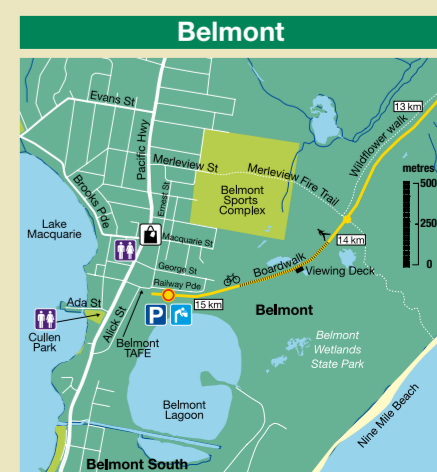 Belmont
Evans St
Pacific Hwy
13 km
Wildflower walk
Merleview St
Merleview Fire Trail
metres
500
250
0
Brooks Pde
Ernest St
Belmont
Sports
Complex
Lake
Macquarie
Macquarie St
14 km
George St
Boardwalk
Viewing Deck
Railway Pde
Ada St
15 km
Belmont
Cullen
Park
Alick St
P
Belmont
TAFE
Belmont
Wetlands
State Park
Belmont
Lagoon
Nine Mile Beach
Belmont South